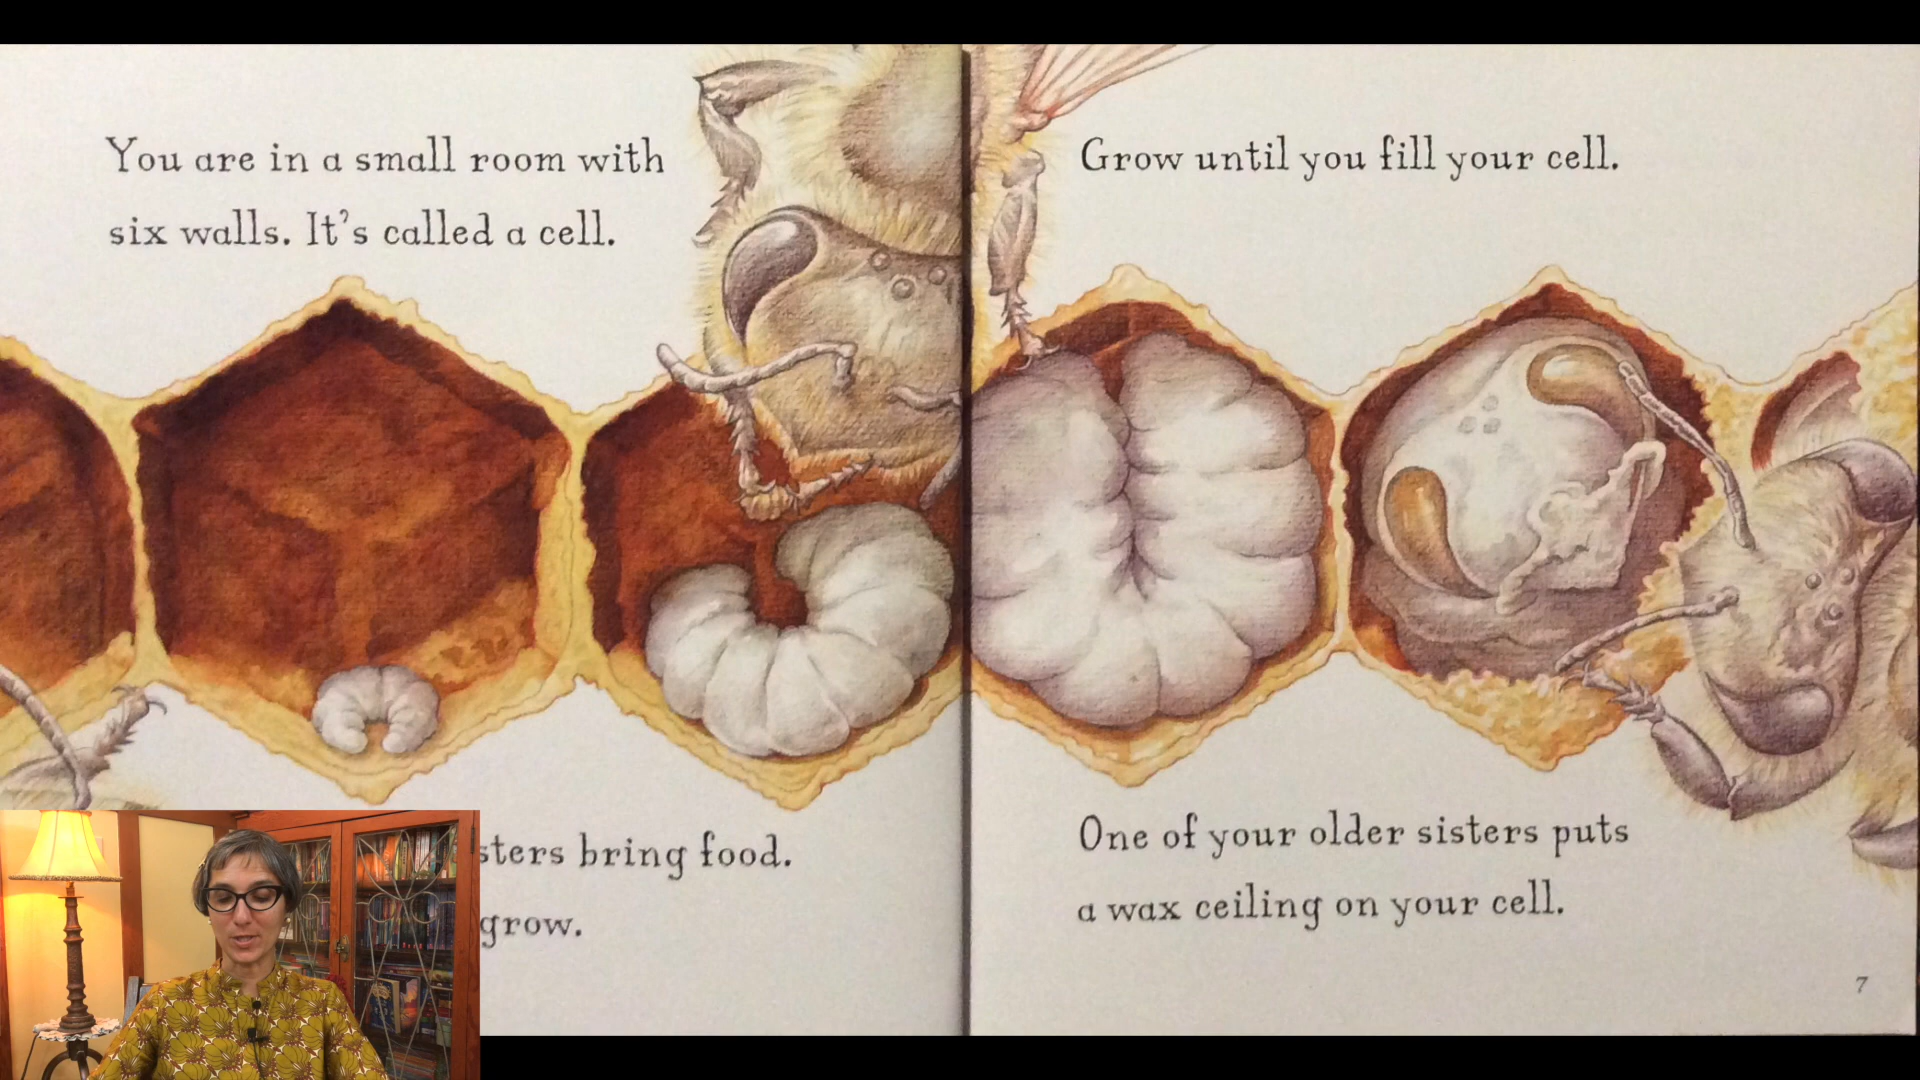 You are in a small room with
six walls. It's called a cell.
bring food.
grow.
Grow until you fill your cell.
One of your older sisters puts
a wax ceiling on your cell.
7